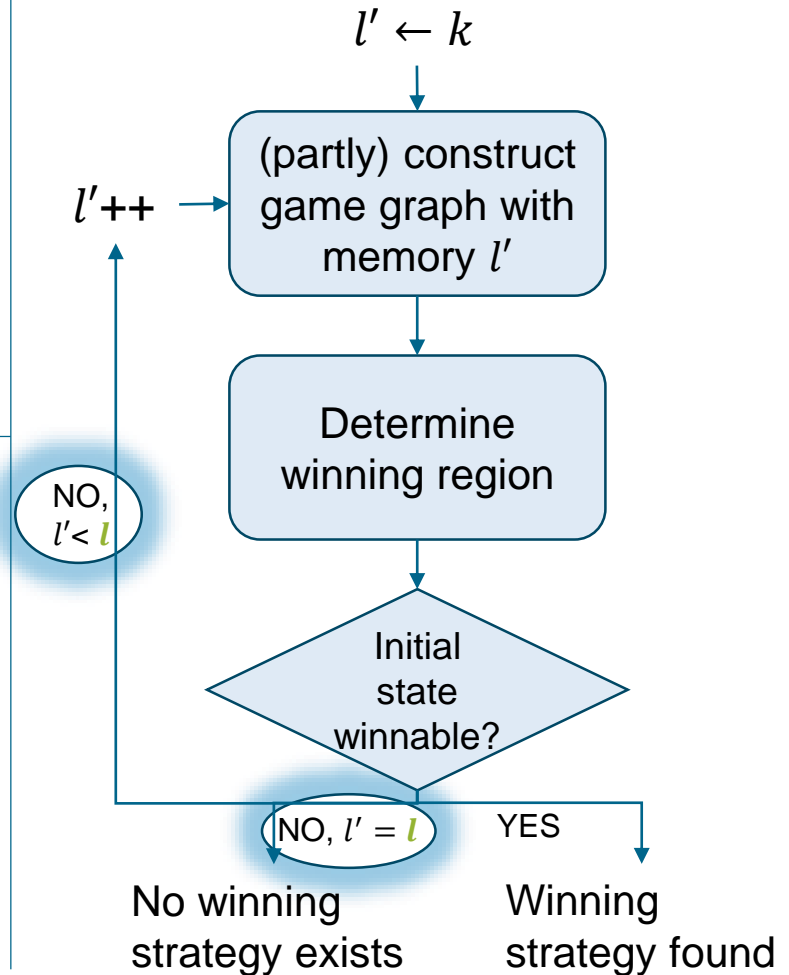 l′ ← k
(partly) construct
game graph with
memory l′
l′++
Determine
winning region
NO,
l′< l
Initial
state
winnable?
NO, l′ = l
YES
No winning
strategy exists
Winning
strategy found